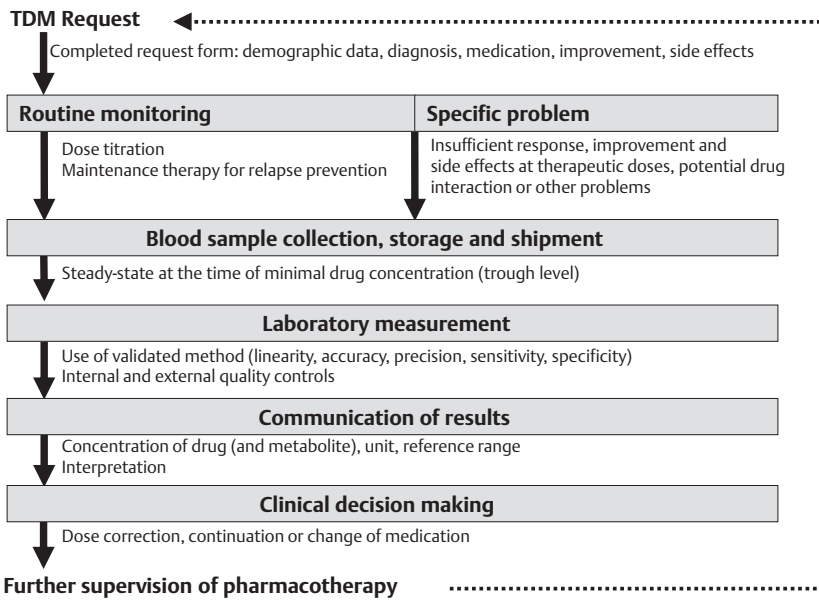 TDM Request
Completed request form: demographic data, diagnosis, medication, improvement, side effects
Routine monitoring
Specific problem
Dose titration
Maintenance therapy for relapse prevention
Insufficient response, improvement and
side effects at therapeutic doses, potential drug
interaction or other problems
Blood sample collection, storage and shipment
Steady-state at the time of minimal drug concentration (trough level)
Laboratory measurement
Use of validated method (linearity, accuracy, precision, sensitivity, specificity)
Internal and external quality controls
Communication of results
Concentration of drug (and metabolite), unit, reference range
Interpretation
Clinical decision making
Dose correction, continuation or change of medication
Further supervision of pharmacotherapy